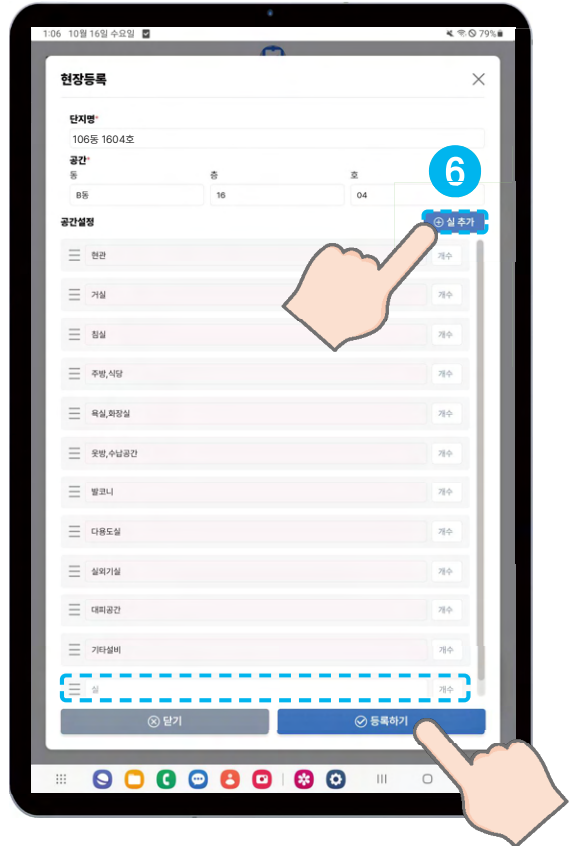 1:06 10월 16일 수요일 79%
현장등록
단지명*
106동 1604호
공간*
동 층 호
B동 16 04
6
공간설정 실 추가
현관 개수
거실 개수
침실 개수
주방,식당 개수
욕실,화장실 개수
옷방,수납공간 개수
발코니 개수
다용도실 개수
실외기실 개수
대피공간 개수
기타설비 개수
실 개수
닫기 등록하기